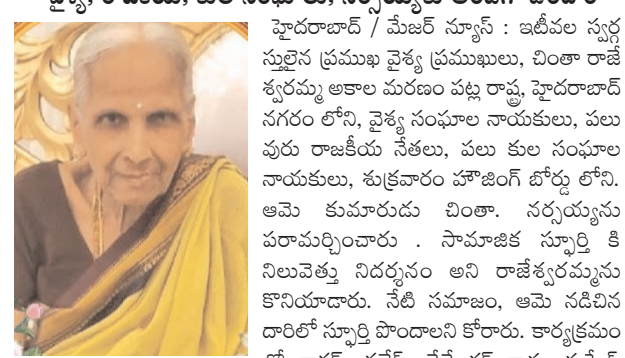 హైదరాబాద్ / మేజర్ న్యూస్ : ఇటీవల స్వర్గ
స్తులైన ప్రముఖ వైశ్య ప్రముఖులు, చింతా రాజే
శ్వరమ్మ అకాల మరణం పట్ల రాష్ట్ర, హైదరాబాద్
నగరం లోని, వైశ్య సంఘాల నాయకులు, పలు
వురు రాజకీయ నేతలు, పలు కుల సంఘాల
నాయకులు, శుక్రవారం హౌజింగ్ బోర్డు లోని.
ఆమె కుమారుడు చింతా. నర్సయ్యను
పరామర్శించారు . సామాజిక స్ఫూర్తి కి
నిలువెత్తు నిదర్శనం అని రాజేశ్వరమ్మను
కొనియాడారు. నేటి సమాజం, ఆమె నడిచిన
దారిలో స్ఫూర్తి పొందాలని కోరారు. కార్యక్రమం